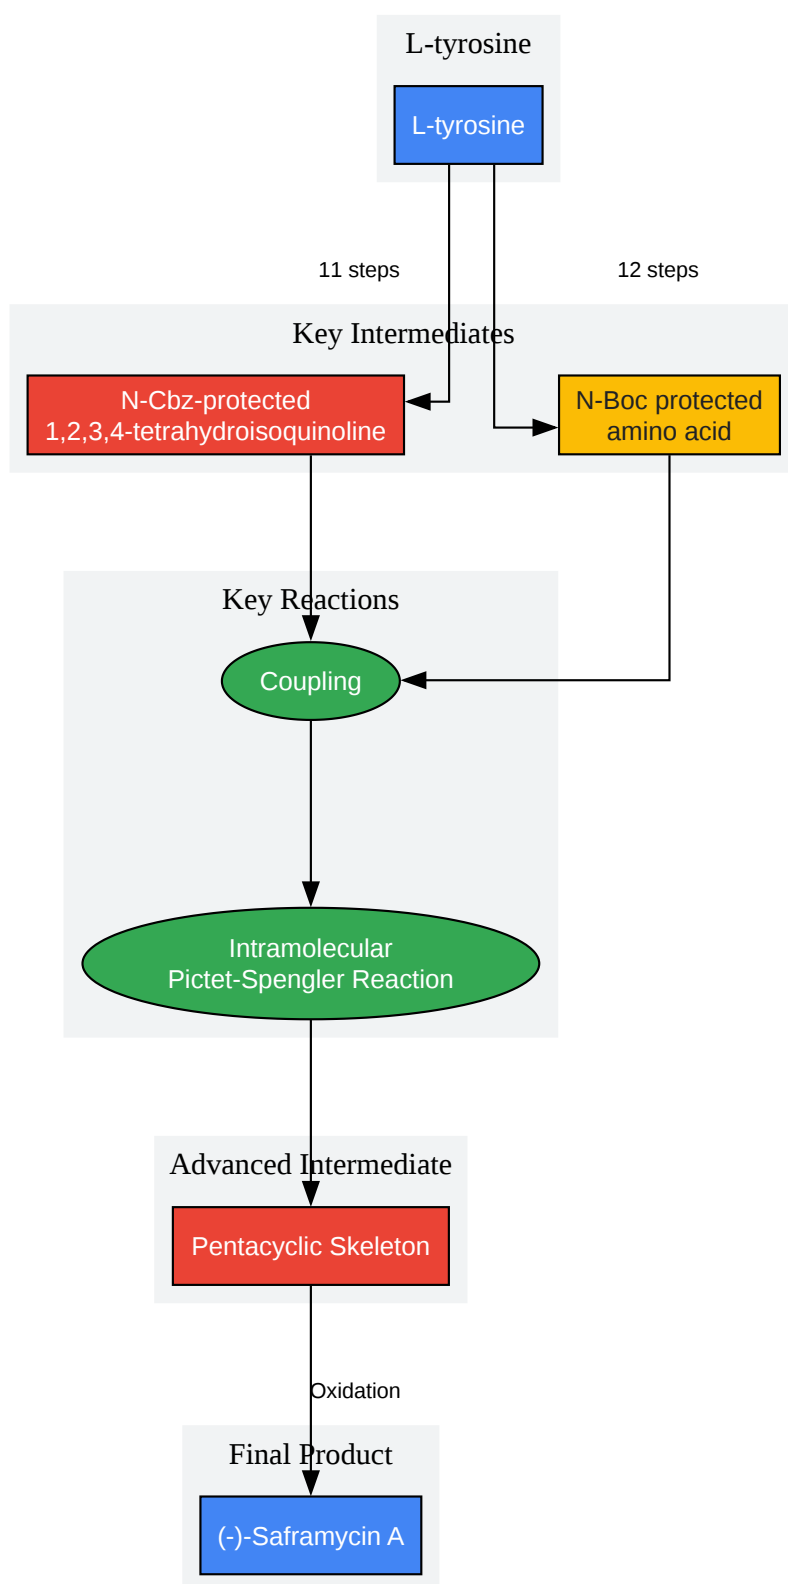 L-tyrosine
L-tyrosine
11 steps
12 steps
Key Intermediates
N-Cbz-protected
1,2,3,4-tetrahydroisoquinoline
N-Boc protected
amino acid
Key Reactions
Coupling
Intramolecular
Pictet-Spengler Reaction
Advanced Intermediate
Pentacyclic Skeleton
Oxidation
Final Product
(-)-Saframycin A